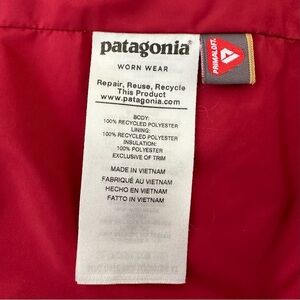 patagonia®
WORN WEAR
Repair, Reuse, Recycle
This Product
www.patagonia.com
BODY:
100% RECYCLED POLYESTER
LINING:
100% RECYCLED POLYESTER
INSULATION:
100% POLYESTER
EXCLUSIVE OF TRIM
MADE IN VIETNAM
FABRIQUÉ AU VIETNAM
HECHO EN VIETNAM
FATTO IN VIETNAM
PRIMALOFT